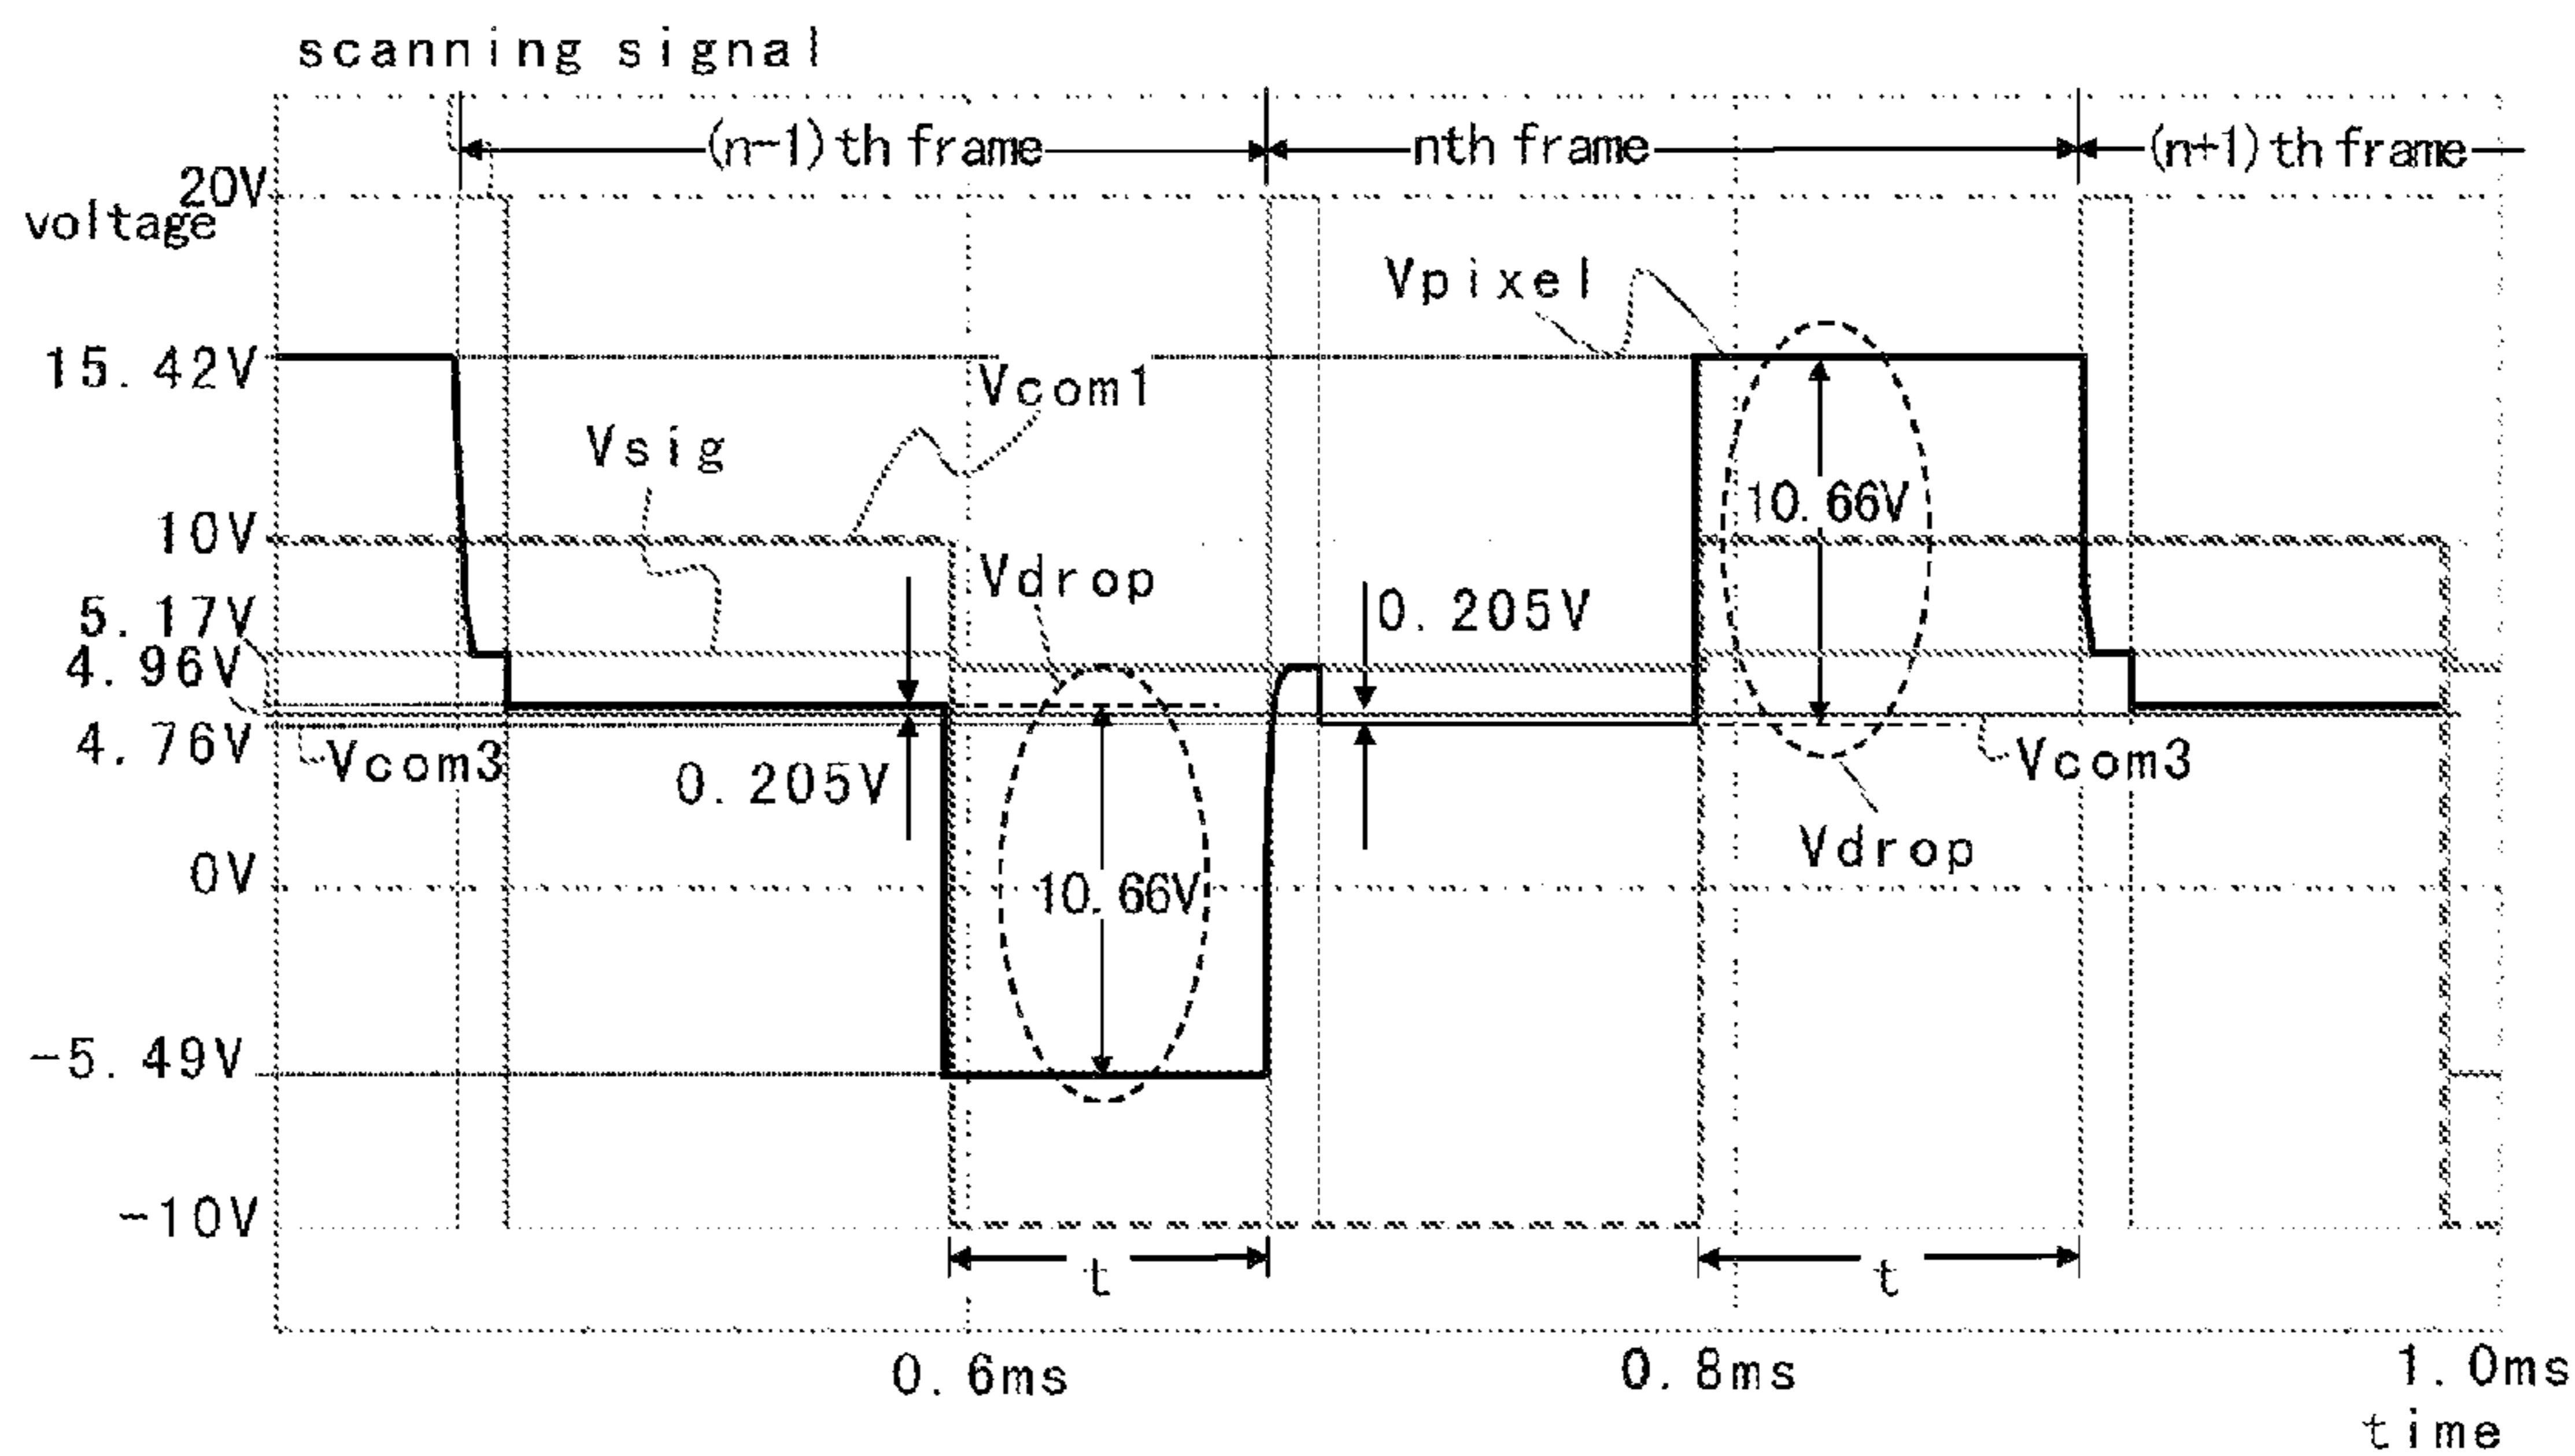 scanning signal
(n-1)th frame
nth frame
(n+1)th frame
20V
voltage
Vpixel
15.42V
Vcom1
Vsig
10.66V
10V
Vdrop
5.17V
0.205V
4.96V
4.76V
Vcom3
0.205V
Vcom3
Vdrop
0V
10.66V
-5.49V
-10V
t
t
0.6ms
0.8ms
1.0ms
time